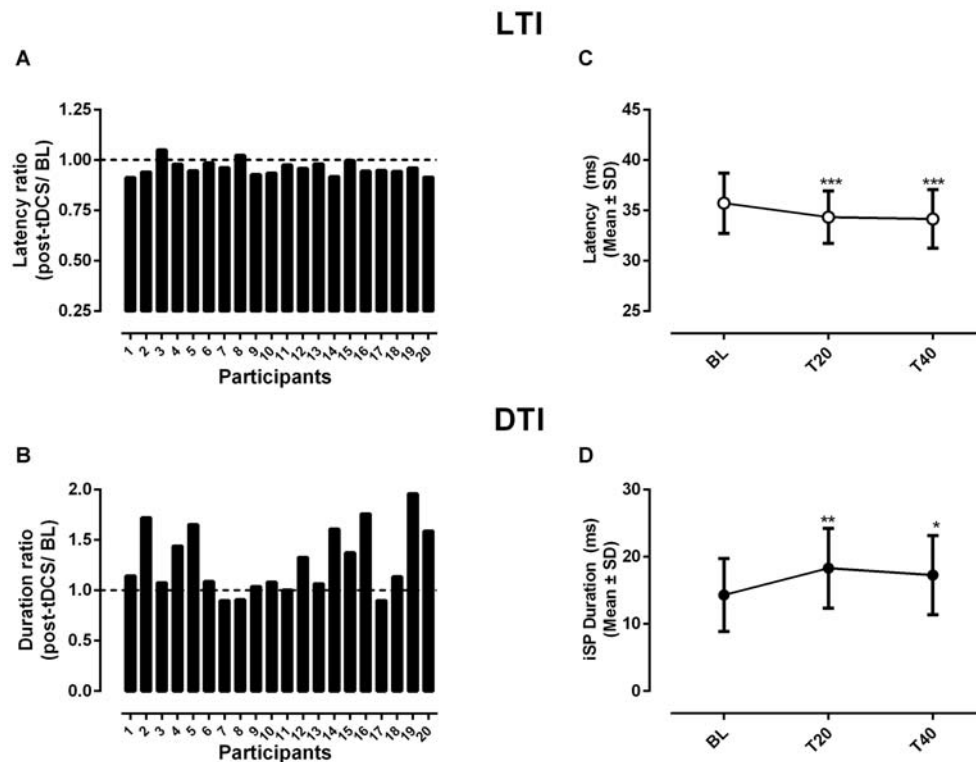 LTI
A
Latency ratio
(post-tDCS/ BL)
1.25
1.00
0.75
0.50
0.25
1 2 3 4 5 6 7 8 9 10 11 12 13 14 15 16 17 18 19 20
Participants
C
Latency (ms)
(Mean ± SD)
45
40
35
30
25
*** ***
BL T20 T40
DTI
B
Duration ratio
(post-tDCS/ BL)
2.0
1.5
1.0
0.5
0.0
1 2 3 4 5 6 7 8 9 10 11 12 13 14 15 16 17 18 19 20
Participants
D
iSP Duration (ms)
(Mean ± SD)
30
20
10
0
** *
BL T20 T40